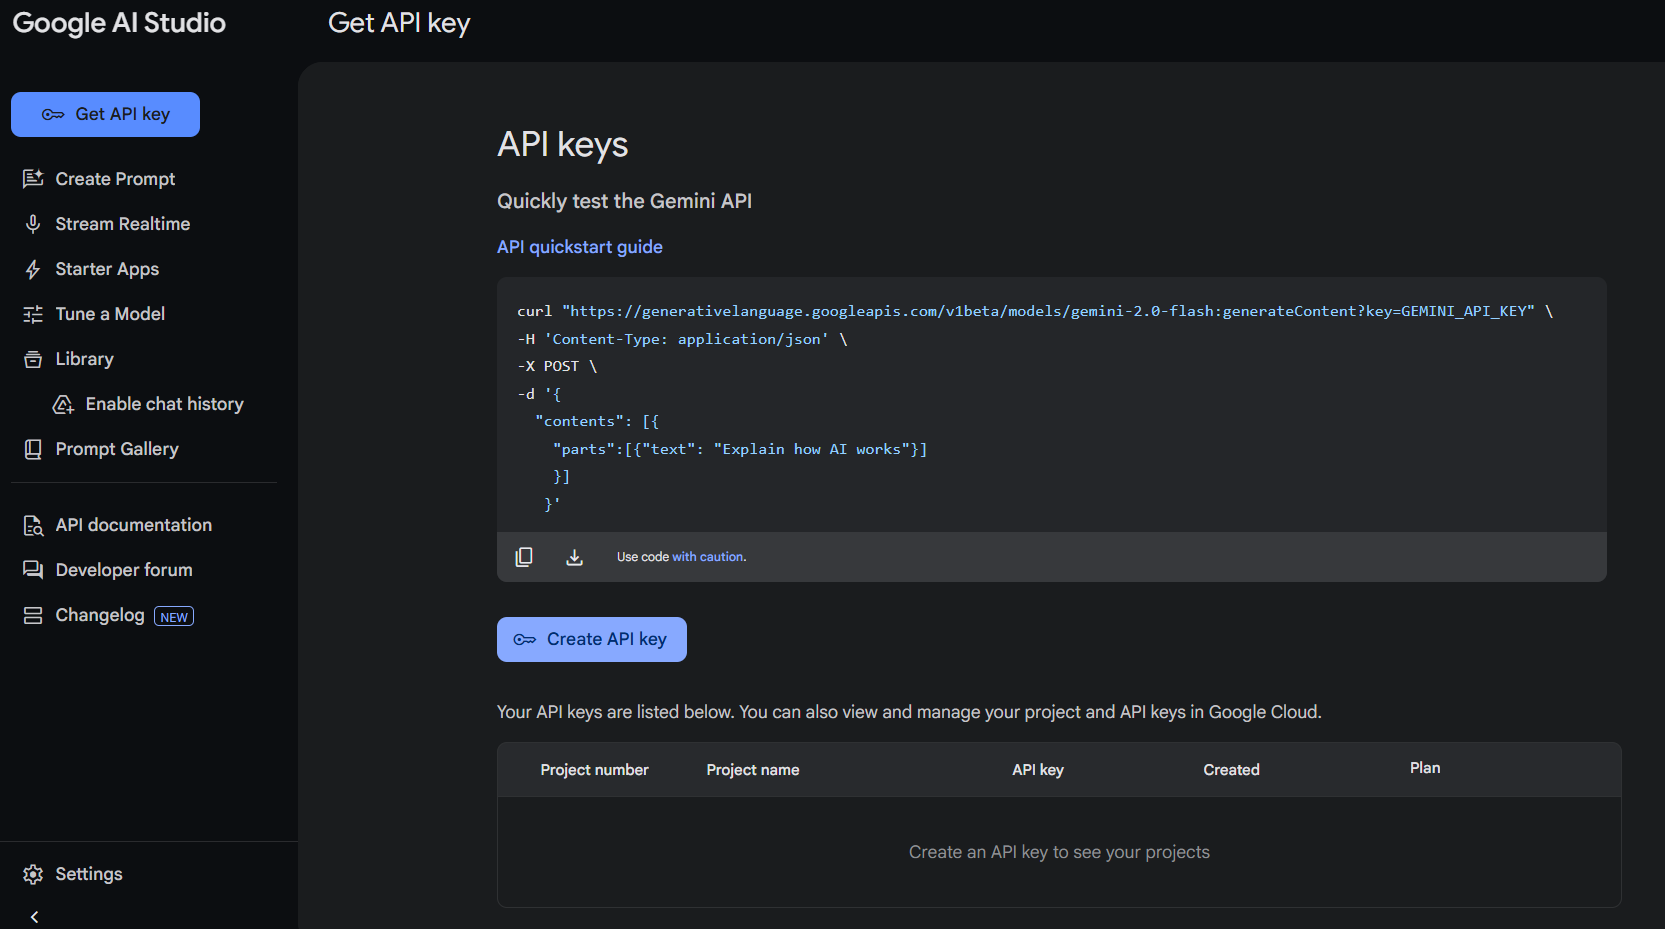 Google AI Studio
Get API key
Get API key
Create Prompt
Stream Realtime
Starter Apps
Tune a Model
Library
Enable chat history
Prompt Gallery
API documentation
Developer forum
Changelog NEW
Settings
API keys
Quickly test the Gemini API
API quickstart guide
curl "https://generativelanguage.googleapis.com/v1beta/models/gemini-2.0-flash:generateContent?key=GEMINI_API_KEY" \
-H 'Content-Type: application/json' \
-X POST \
-d '{
"contents": [{
"parts":[{"text": "Explain how AI works"}]
}]
}'
Use code with caution.
Create API key
Your API keys are listed below. You can also view and manage your project and API keys in Google Cloud.
Project number Project name API key Created Plan
Create an API key to see your projects